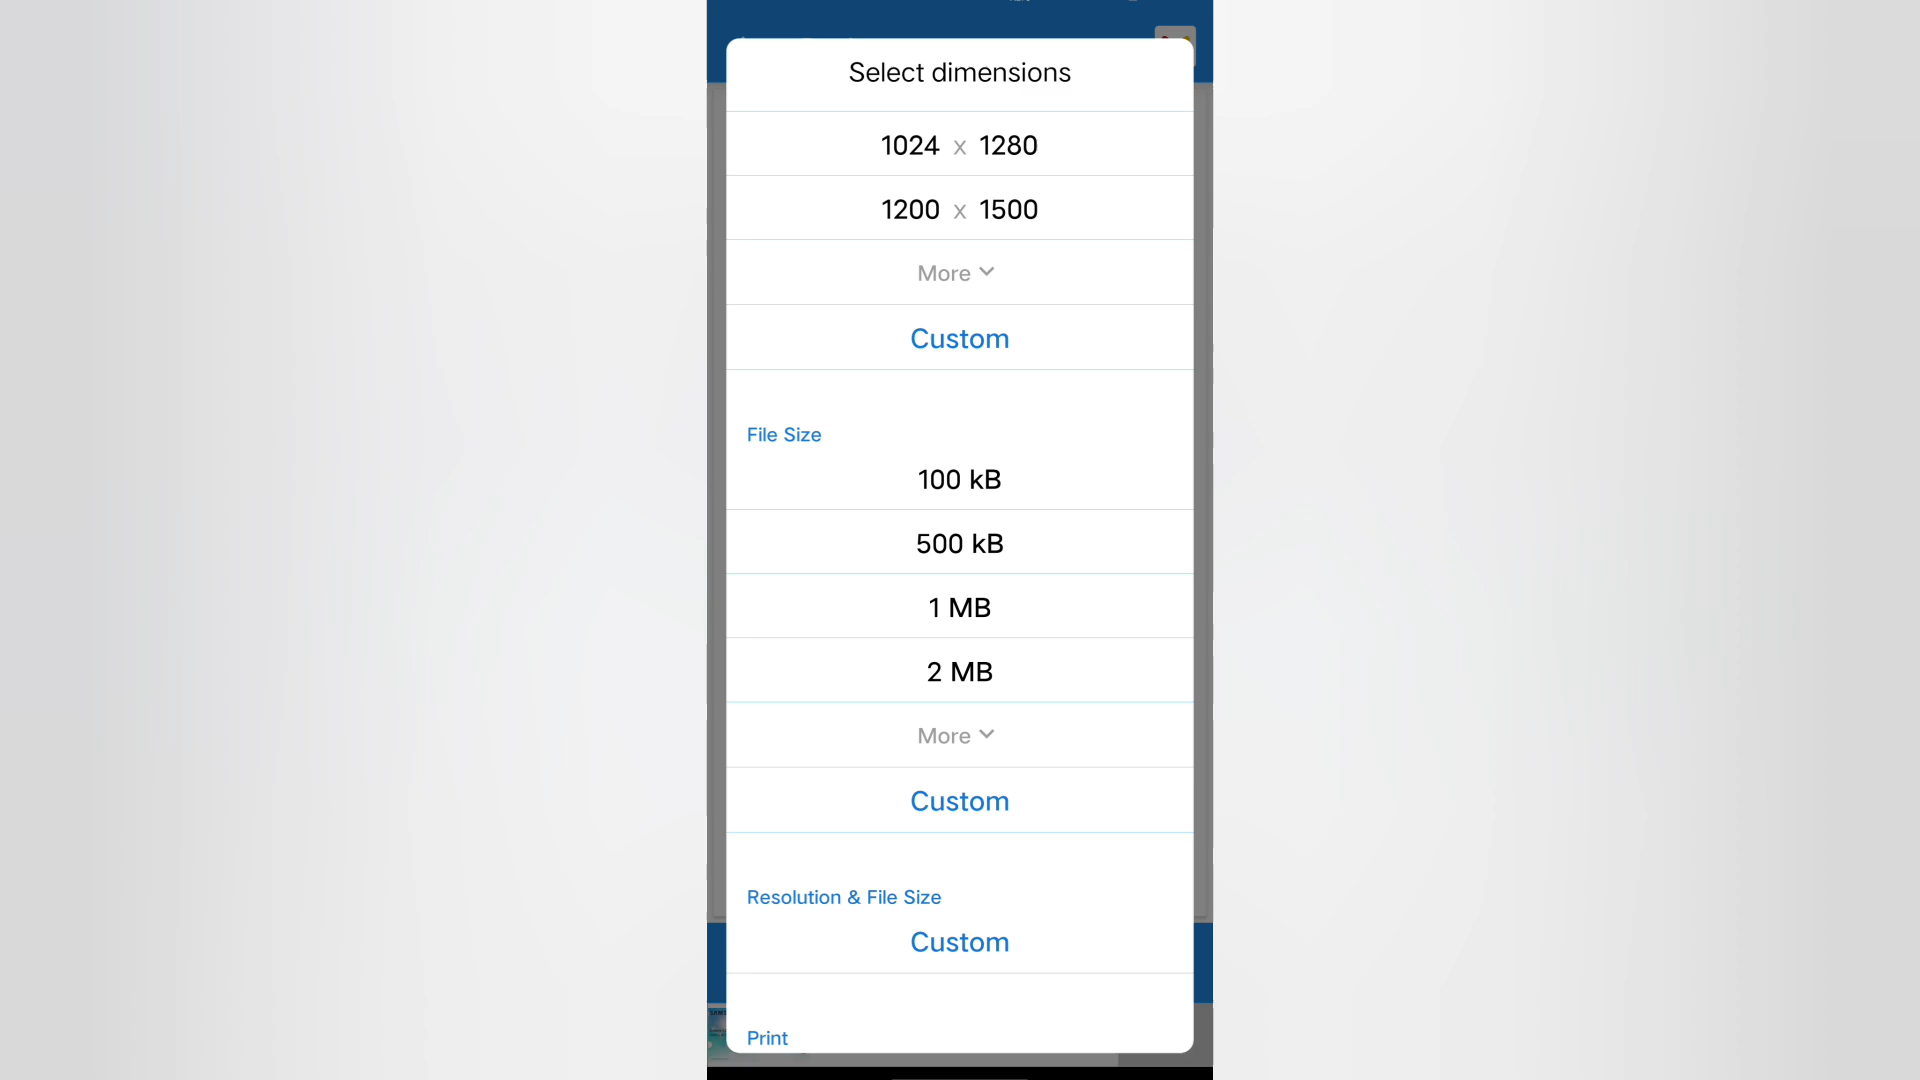 Select dimensions
1024 x 1280
1200 x 1500
More
Custom
File Size
100 kB
500 kB
1 MB
2 MB
More
Custom
Resolution & File Size
Custom
Print